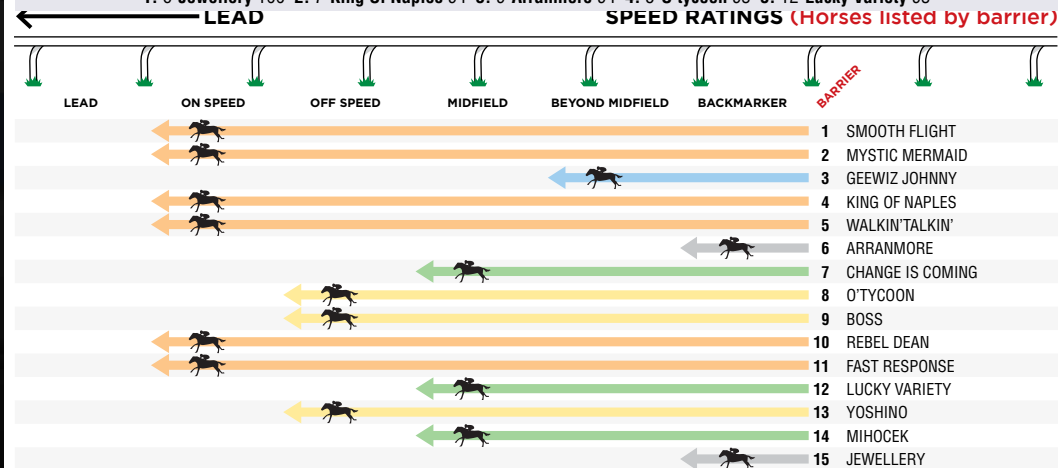 LEAD SPEED RATINGS (Horses listed by barrier)
LEAD ON SPEED OFF SPEED MIDFIELD BEYOND MIDFIELD BACKMARKER BARRIER
1 SMOOTH FLIGHT
2 MYSTIC MERMAID
3 GEEWIZ JOHNNY
4 KING OF NAPLES
5 WALKIN'TALKIN'
6 ARRANMORE
7 CHANGE IS COMING
8 O'TYCOON
9 BOSS
10 REBEL DEAN
11 FAST RESPONSE
12 LUCKY VARIETY
13 YOSHINO
14 MIHOCEK
15 JEWELLERY